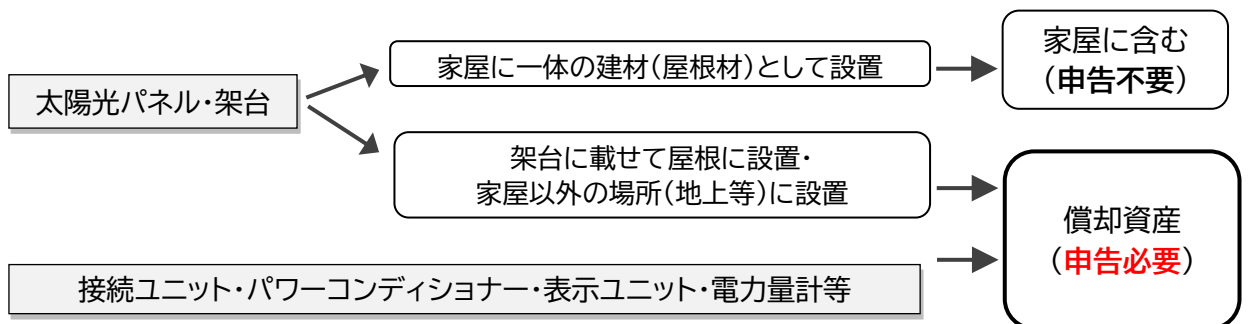 太陽光パネル・架台
家屋に一体の建材(屋根材)として設置
家屋に含む
(申告不要)
架台に載せて屋根に設置・
家屋以外の場所(地上等)に設置
償却資産
(申告必要)
接続ユニット・パワーコンディショナー・表示ユニット・電力量計等